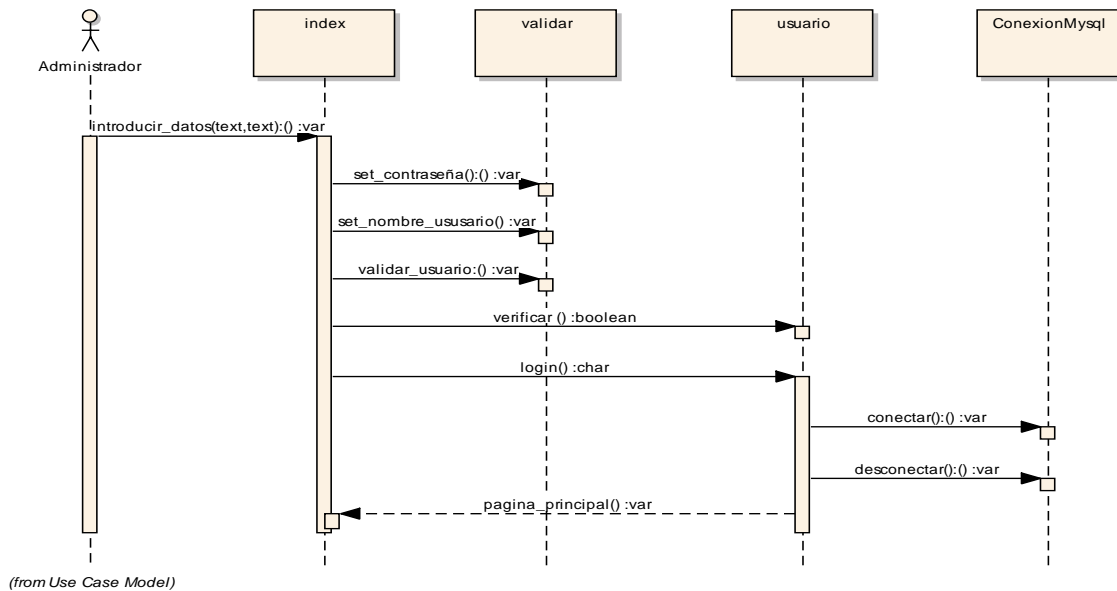 index
validar
usuario
ConexionMysql
Administrador
introducir_datos(text,text):() :var
set_contraseña():() :var
set_nombre_ususario() :var
validar_usuario:() :var
verificar () :boolean
login() :char
conectar():() :var
desconectar():() :var
pagina_principal() :var
(from Use Case Model)